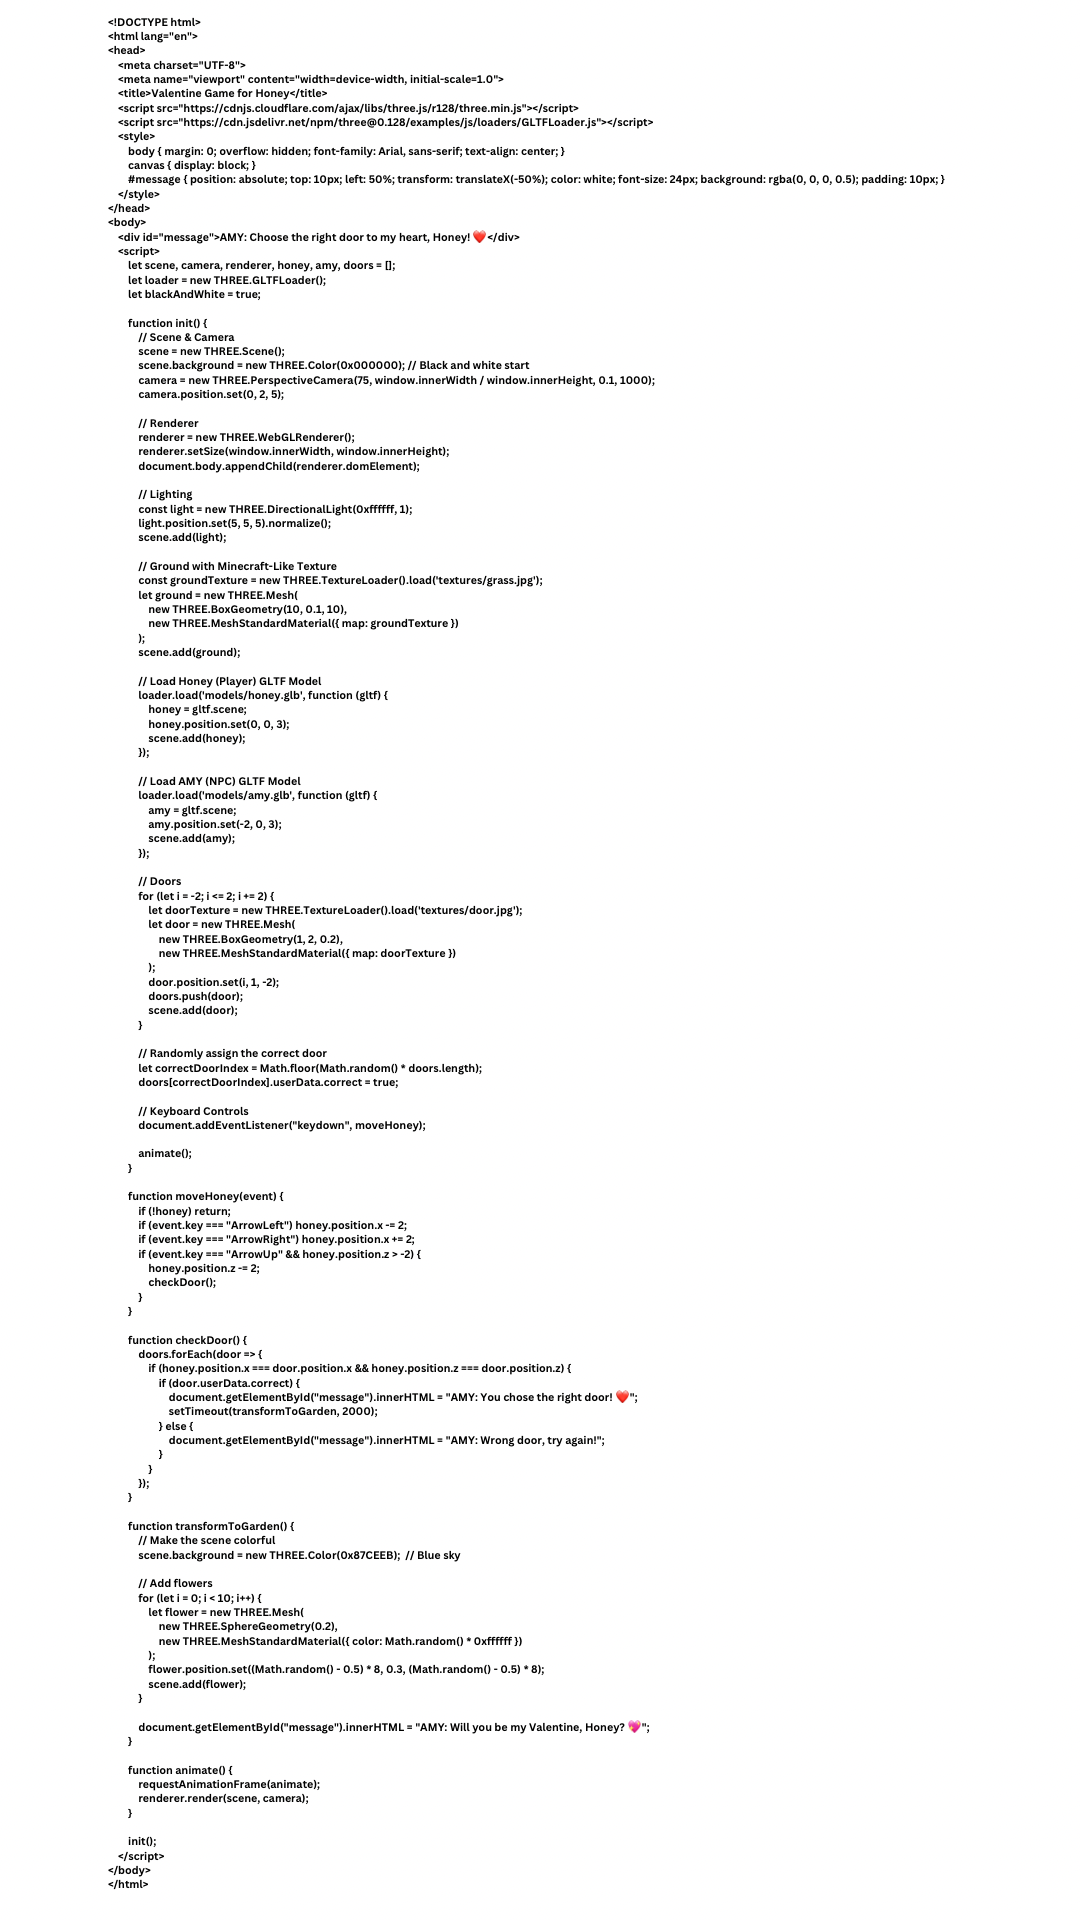 <!DOCTYPE html>
<html lang="en">
<head>
<meta charset="UTF-8">
<meta name="viewport" content="width=device-width, initial-scale=1.0">
<title>Valentine Game for Honey</title>
<script src="https://cdnjs.cloudflare.com/ajax/libs/three.js/r128/three.min.js"></script>
<script src="https://cdn.jsdelivr.net/npm/three@0.128/examples/js/loaders/GLTFLoader.js"></script>
<style>
body { margin: 0; overflow: hidden; font-family: Arial, sans-serif; text-align: center; }
canvas { display: block; }
#message { position: absolute; top: 10px; left: 50%; transform: translateX(-50%); color: white; font-size: 24px; background: rgba(0, 0, 0, 0.5); padding: 10px; }
</style>
</head>
<body>
<div id="message">AMY: Choose the right door to my heart, Honey! ❤️</div>
<script>
let scene, camera, renderer, honey, amy, doors = [];
let loader = new THREE.GLTFLoader();
let blackAndWhite = true;

function init() {
// Scene & Camera
scene = new THREE.Scene();
scene.background = new THREE.Color(0x000000); // Black and white start
camera = new THREE.PerspectiveCamera(75, window.innerWidth / window.innerHeight, 0.1, 1000);
camera.position.set(0, 2, 5);

// Renderer
renderer = new THREE.WebGLRenderer();
renderer.setSize(window.innerWidth, window.innerHeight);
document.body.appendChild(renderer.domElement);

// Lighting
const light = new THREE.DirectionalLight(0xffffff, 1);
light.position.set(5, 5, 5).normalize();
scene.add(light);

// Ground with Minecraft-Like Texture
const groundTexture = new THREE.TextureLoader().load('textures/grass.jpg');
let ground = new THREE.Mesh(
new THREE.BoxGeometry(10, 0.1, 10),
new THREE.MeshStandardMaterial({ map: groundTexture })
);
scene.add(ground);

// Load Honey (Player) GLTF Model
loader.load('models/honey.glb', function (gltf) {
honey = gltf.scene;
honey.position.set(0, 0, 3);
scene.add(honey);
});

// Load AMY (NPC) GLTF Model
loader.load('models/amy.glb', function (gltf) {
amy = gltf.scene;
amy.position.set(-2, 0, 3);
scene.add(amy);
});

// Doors
for (let i = -2; i <= 2; i += 2) {
let doorTexture = new THREE.TextureLoader().load('textures/door.jpg');
let door = new THREE.Mesh(
new THREE.BoxGeometry(1, 2, 0.2),
new THREE.MeshStandardMaterial({ map: doorTexture })
);
door.position.set(i, 1, -2);
doors.push(door);
scene.add(door);
}

// Randomly assign the correct door
let correctDoorIndex = Math.floor(Math.random() * doors.length);
doors[correctDoorIndex].userData.correct = true;

// Keyboard Controls
document.addEventListener("keydown", moveHoney);

animate();
}

function moveHoney(event) {
if (!honey) return;
if (event.key === "ArrowLeft") honey.position.x -= 2;
if (event.key === "ArrowRight") honey.position.x += 2;
if (event.key === "ArrowUp" && honey.position.z > -2) {
honey.position.z -= 2;
checkDoor();
}
}

function checkDoor() {
doors.forEach(door => {
if (honey.position.x === door.position.x && honey.position.z === door.position.z) {
if (door.userData.correct) {
document.getElementById("message").innerHTML = "AMY: You chose the right door! ❤️";
setTimeout(transformToGarden, 2000);
} else {
document.getElementById("message").innerHTML = "AMY: Wrong door, try again!";
}
}
});
}

function transformToGarden() {
// Make the scene colorful
scene.background = new THREE.Color(0x87CEEB); // Blue sky

// Add flowers
for (let i = 0; i < 10; i++) {
let flower = new THREE.Mesh(
new THREE.SphereGeometry(0.2),
new THREE.MeshStandardMaterial({ color: Math.random() * 0xffffff })
);
flower.position.set((Math.random() - 0.5) * 8, 0.3, (Math.random() - 0.5) * 8);
scene.add(flower);
}

document.getElementById("message").innerHTML = "AMY: Will you be my Valentine, Honey? 💖";
}

function animate() {
requestAnimationFrame(animate);
renderer.render(scene, camera);
}

init();
</script>
</body>
</html>